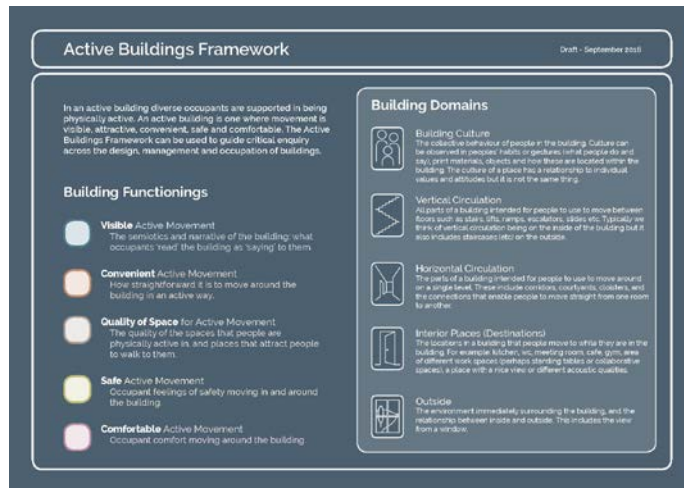 Active Buildings Framework
Draft - September 2016
In an active building diverse occupants are supported in being
physically active. An active building is one where movement is
visible, attractive, convenient, safe and comfortable. The Active
Buildings Framework can be used to guide critical enquiry
across the design, management and occupation of buildings.
Building Functionings
Visible Active Movement
The semiotics and narrative of the building: what
occupants 'read' the building as 'saying' to them.
Convenient Active Movement
How straightforward it is to move around the
building in an active way.
Quality of Space for Active Movement
The quality of the spaces that people are
physically active in, and places that attract people
to walk to them.
Safe Active Movement
Occupant feelings of safety moving in and around
the building.
Comfortable Active Movement
Occupant comfort moving around the building.
Building Domains
Building Culture
The collective behaviour of people in the building. Culture can
be observed in peoples' habits or gestures (what people do and
say), print materials, objects and how these are located within the
building. The culture of a place has a relationship to individual
values and attitudes but it is not the same thing.
Vertical Circulation
All parts of a building intended for people to use to move between
floors such as stairs, lifts, ramps, escalators, slides etc. Typically we
think of vertical circulation being on the inside of the building but it
also includes staircases (etc) on the outside.
Horizontal Circulation
The parts of a building intended for people to use to move around
on a single level. These include corridors, courtyards, cloisters, and
the connections that enable people to move straight from one room
to another.
Interior Places (Destinations)
The locations in a building that people move to while they are in the
building. For example: kitchen, wc, meeting room, cafe, gym, area
of different work spaces (perhaps standing tables or collaborative
spaces), a place with a nice view or different acoustic qualities.
Outside
The environment immediately surrounding the building, and the
relationship between inside and outside. This includes the view
from a window.